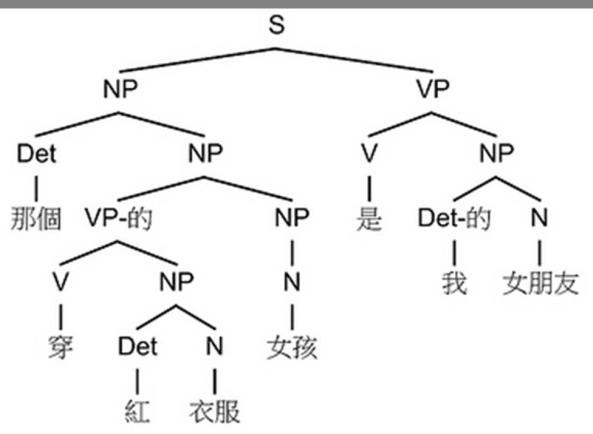 S
NP VP
Det NP V NP
那個 VP-的 NP 是 Det-的 N
V NP N 我 女朋友
穿 Det N 女孩
紅 衣服